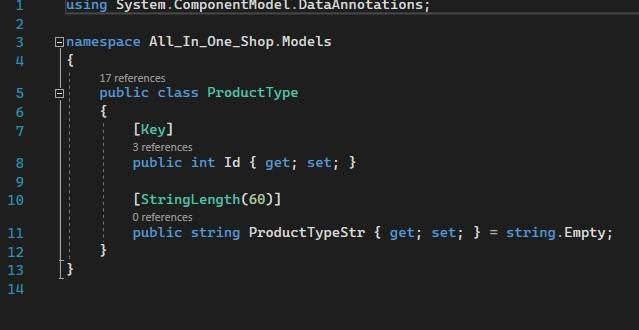 1 using System.ComponentModel.DataAnnotations;
2
3 namespace All_In_One_Shop.Models
4 {
17 references
5 public class ProductType
6 {
7 [Key]
3 references
8 public int Id { get; set; }
9
10 [StringLength(60)]
0 references
11 public string ProductTypeStr { get; set; } = string.Empty;
12 }
13 }
14